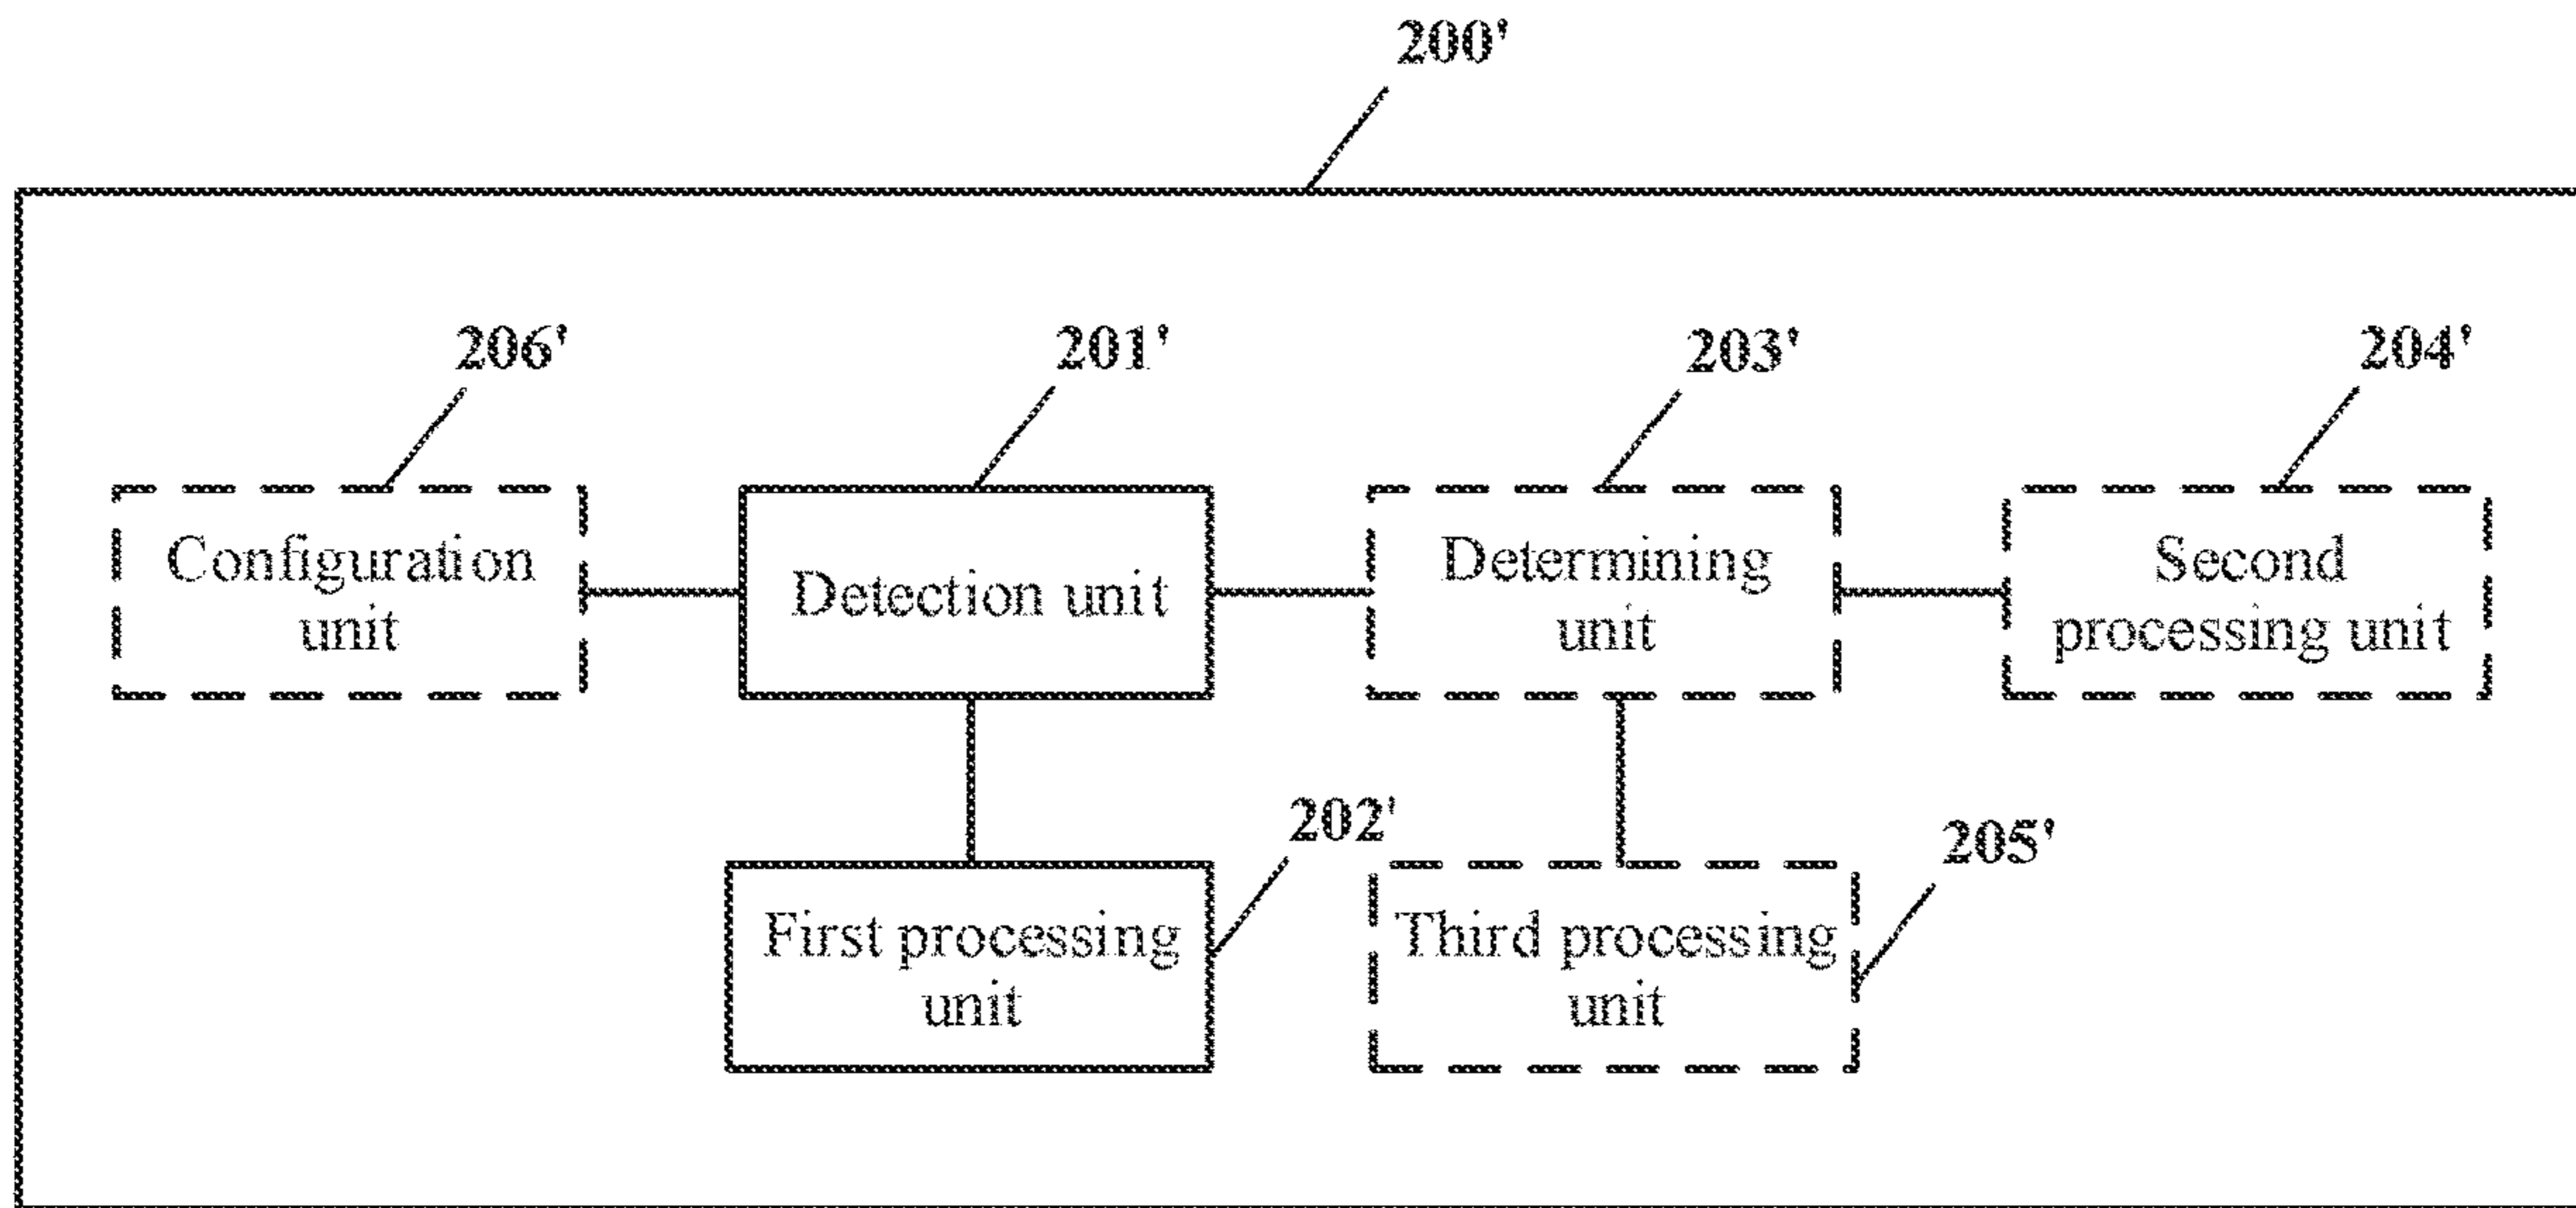 200'
206'
201'
203'
204'
Configuration
unit
Detection unit
Determining
unit
Second
processing unit
202'
205'
First processing
unit
Third processing
unit